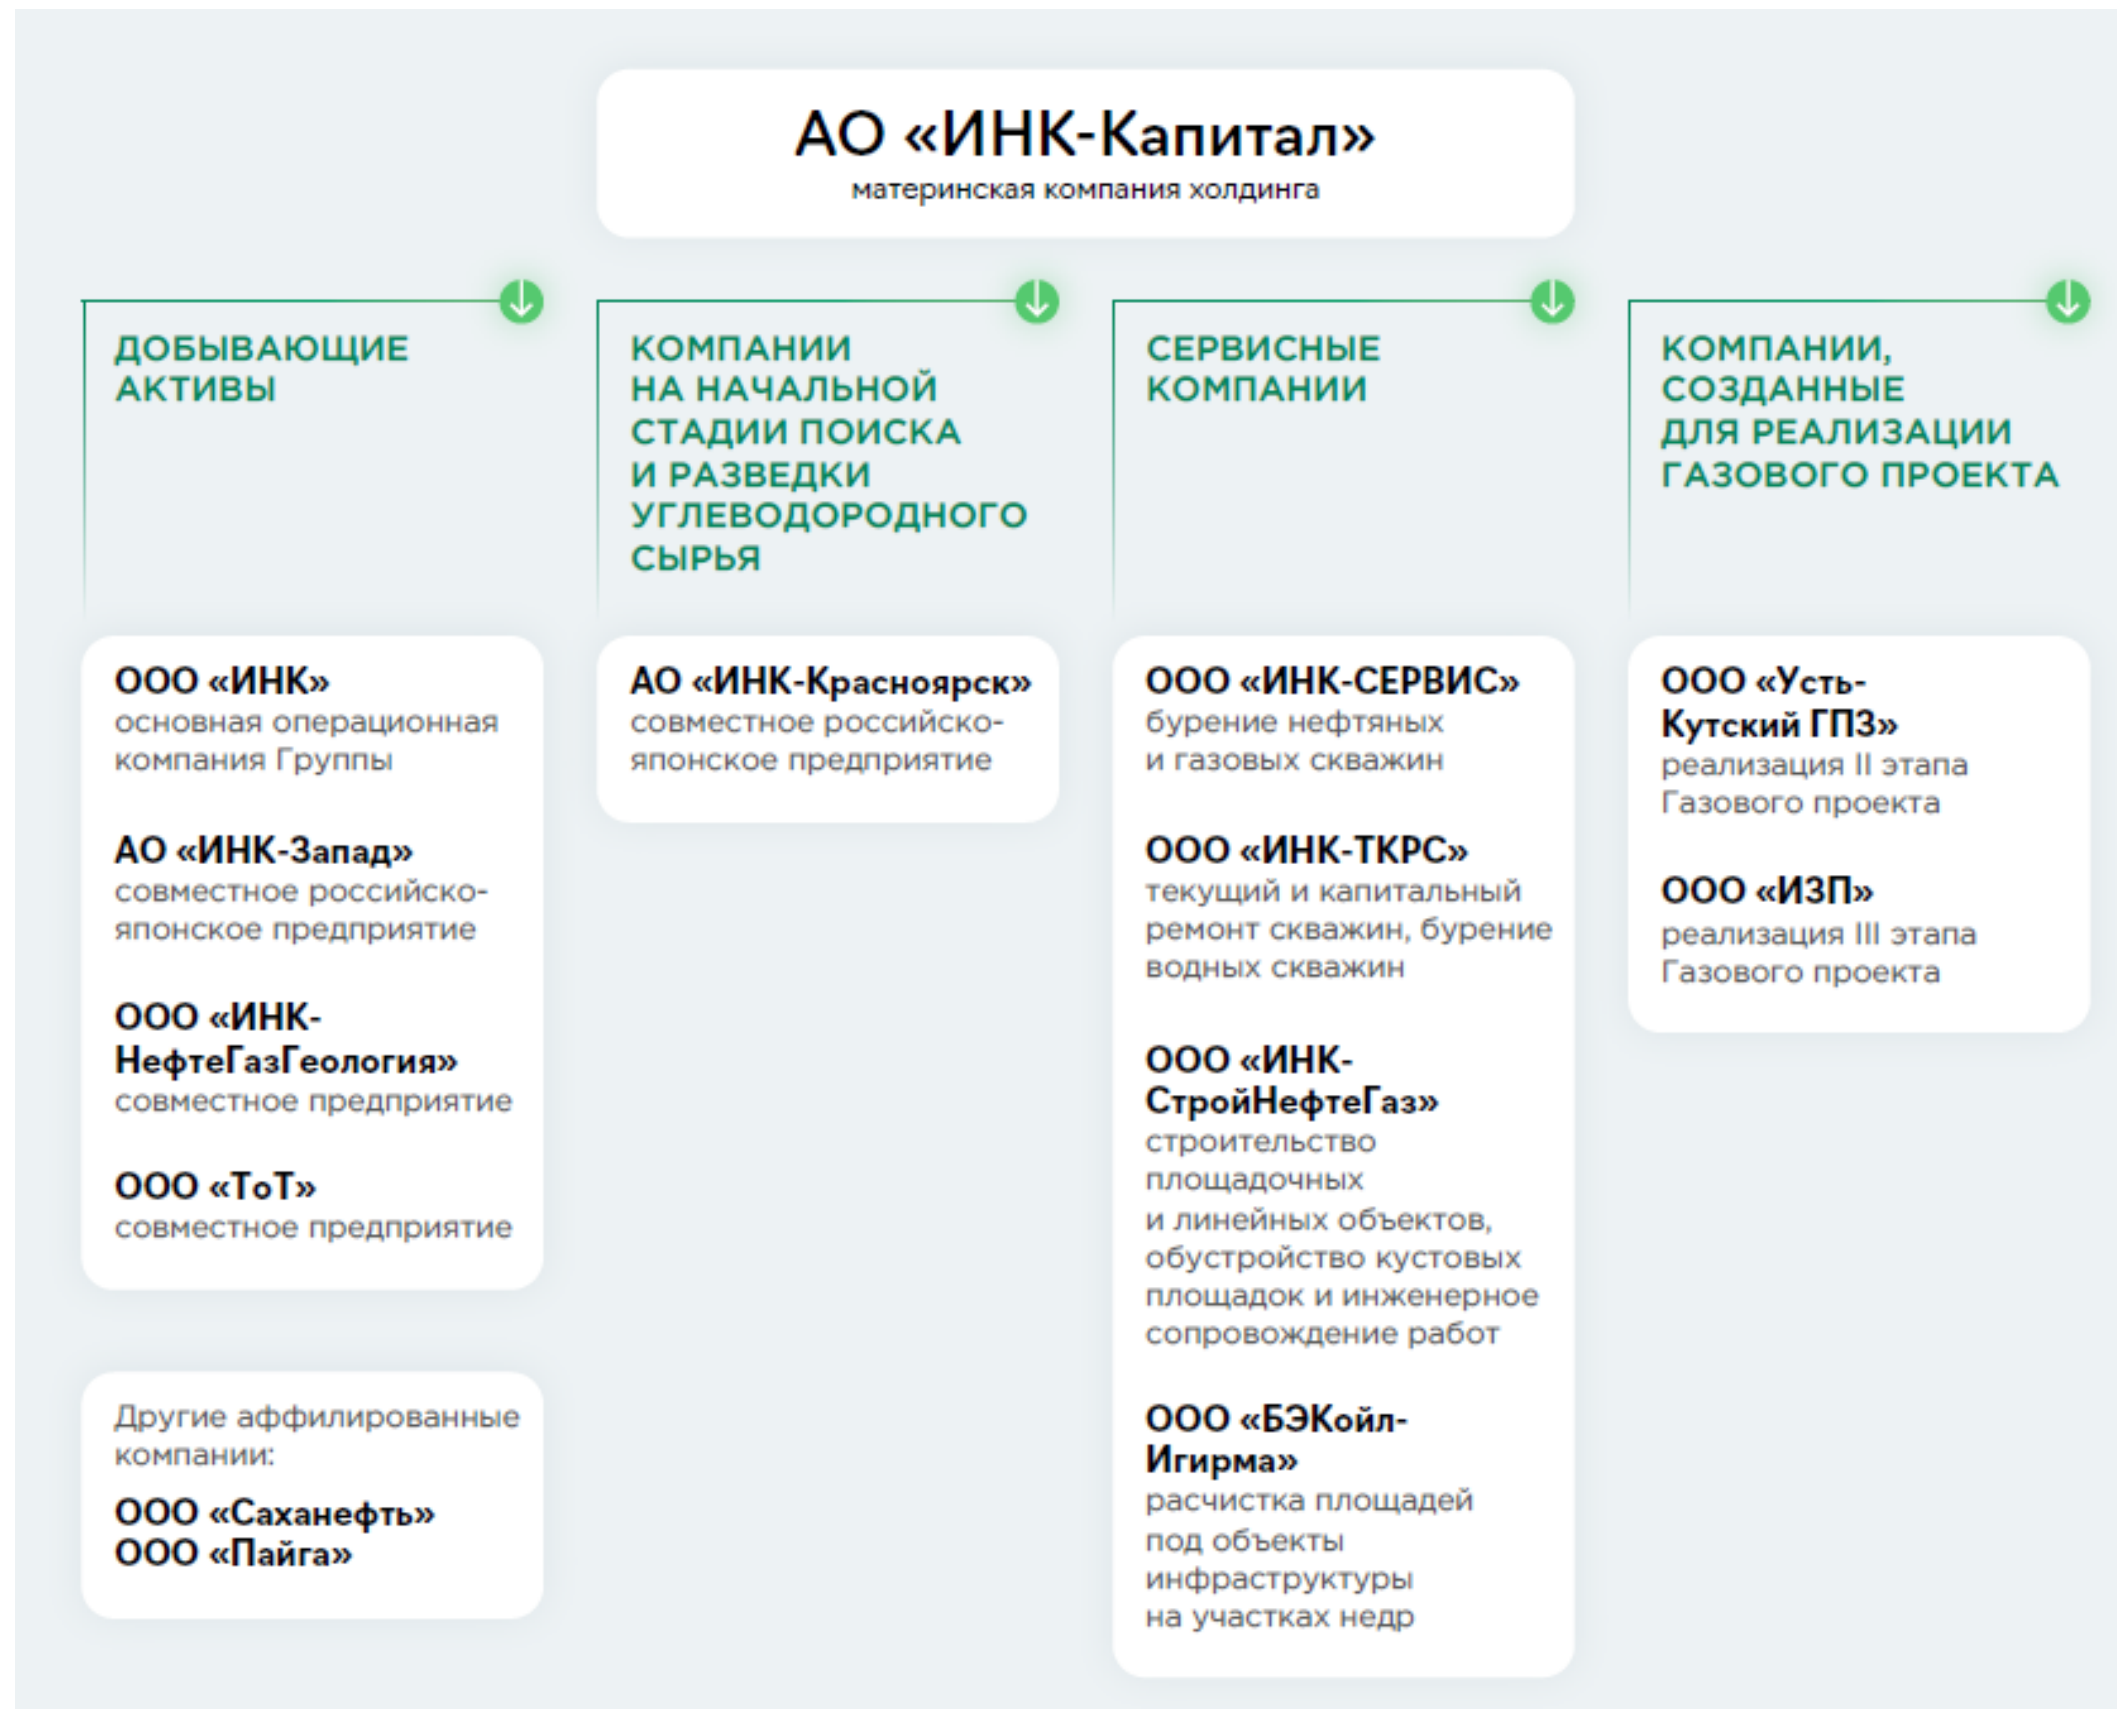 АО «ИНК-Капитал»
материнская компания холдинга
ДОБЫВАЮЩИЕ
АКТИВЫ
ООО «ИНК»
основная операционная
компания Группы
АО «ИНК-Запад»
совместное российско-
японское предприятие
ООО «ИНК-
НефтеГазГеология»
совместное предприятие
ООО «ТоТ»
совместное предприятие
Другие аффилированные
компании:
ООО «Саханефть»
ООО «Пайга»
КОМПАНИИ
НА НАЧАЛЬНОЙ
СТАДИИ ПОИСКА
И РАЗВЕДКИ
УГЛЕВОДОРОДНОГО
СЫРЬЯ
АО «ИНК-Красноярск»
совместное российско-
японское предприятие
СЕРВИСНЫЕ
КОМПАНИИ
ООО «ИНК-СЕРВИС»
бурение нефтяных
и газовых скважин
ООО «ИНК-ТКРС»
текущий и капитальный
ремонт скважин, бурение
водных скважин
ООО «ИНК-
СтройНефтеГаз»
строительство
площадочных
и линейных объектов,
обустройство кустовых
площадок и инженерное
сопровождение работ
ООО «БЭКойл-
Игирма»
расчистка площадей
под объекты
инфраструктуры
на участках недр
КОМПАНИИ,
СОЗДАННЫЕ
ДЛЯ РЕАЛИЗАЦИИ
ГАЗОВОГО ПРОЕКТА
ООО «Усть-
Кутский ГПЗ»
реализация II этапа
Газового проекта
ООО «ИЗП»
реализация III этапа
Газового проекта